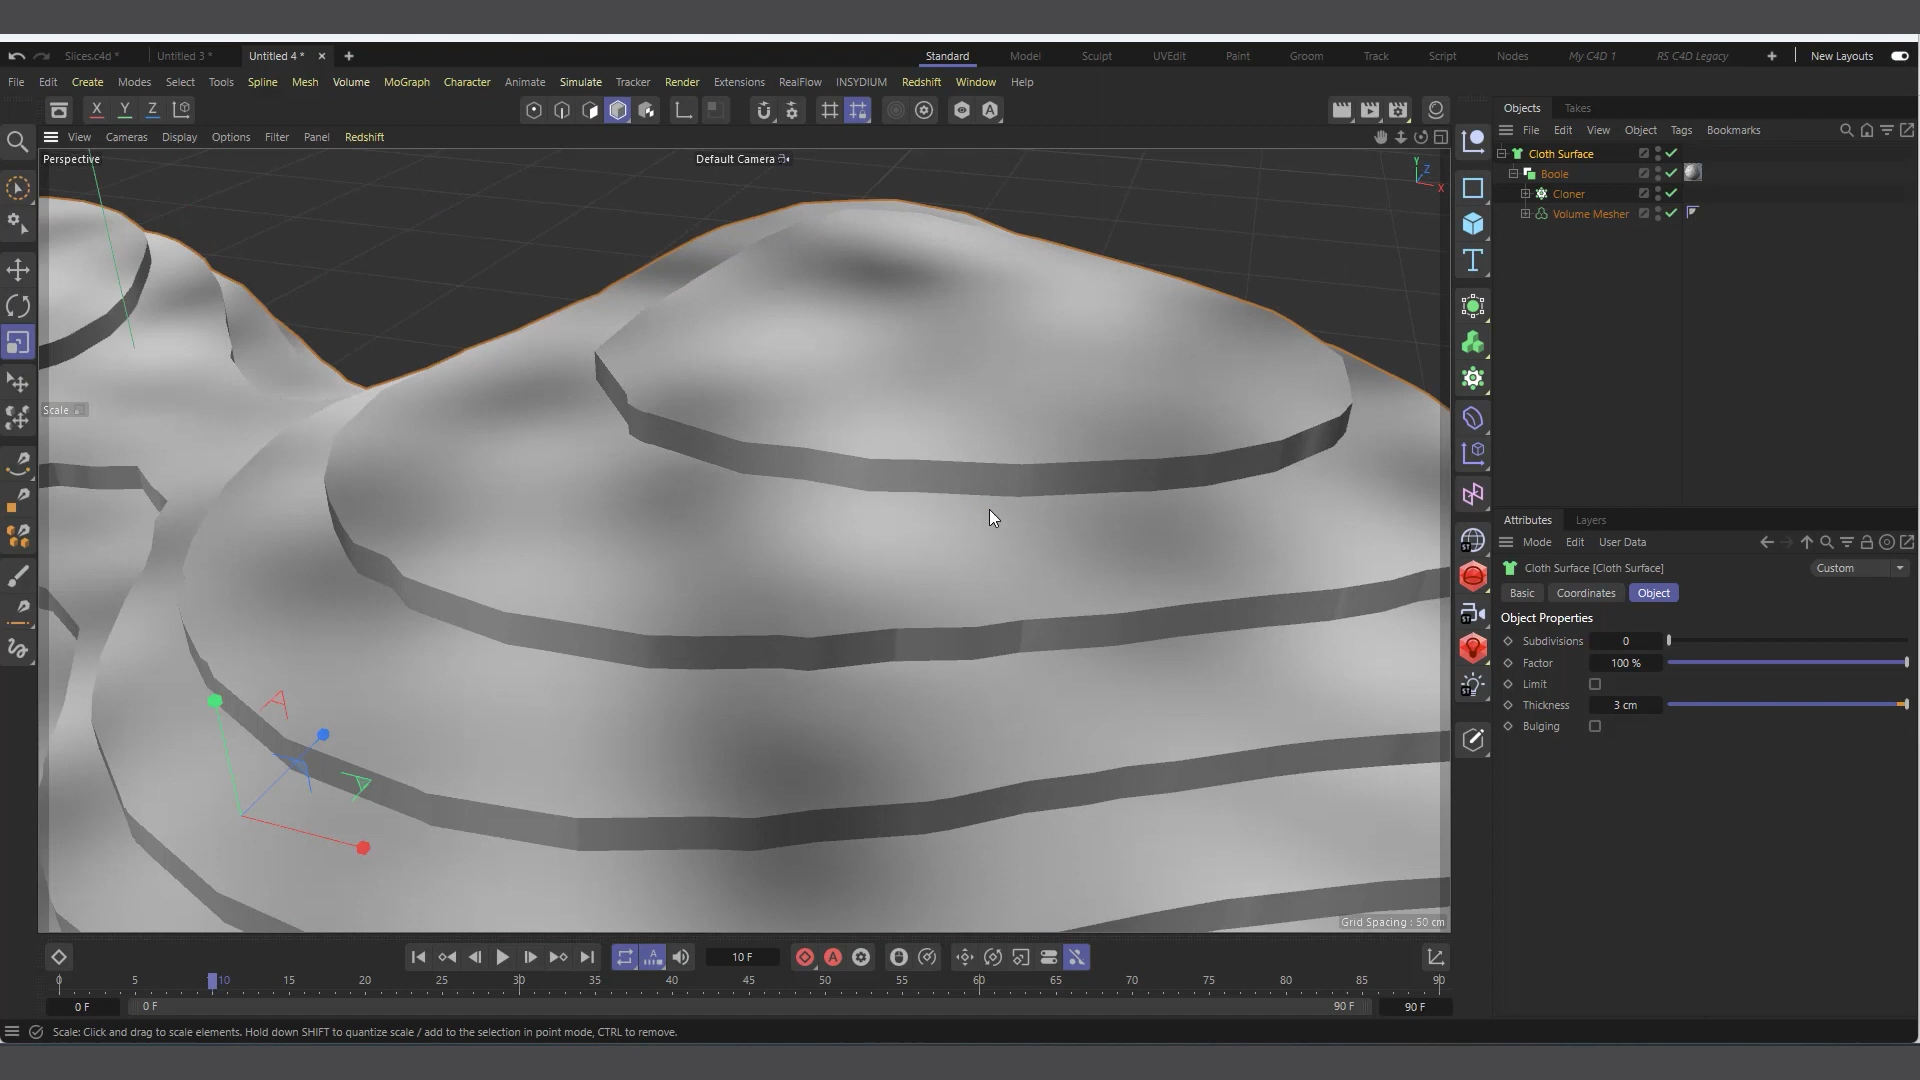 Slices.c4d *
Untitled 3 *
Untitled 4 *
Standard
Model
Sculpt
UVEdit
Paint
Groom
Track
Script
Nodes
My C4D 1
RS C4D Legacy
New Layouts
File Edit Create Modes Select Tools Spline Mesh Volume MoGraph Character Animate Simulate Tracker Render Extensions RealFlow INSYDIUM Redshift Window Help
X Y Z
Objects
Takes
View Cameras Display Options Filter Panel Redshift
File Edit View Object Tags Bookmarks
Perspective
Default Camera
Y
Z
X
Cloth Surface
Boole
Cloner
Volume Mesher
Scale
Attributes
Layers
Mode Edit User Data
Cloth Surface [Cloth Surface]
Custom
Basic
Coordinates
Object
Object Properties
Subdivisions 0
Factor 100 %
Limit
Thickness 3 cm
Bulging
ST
ST
ST
Grid Spacing : 50 cm
10 F
0 5 10 15 20 25 30 35 40 45 50 55 60 65 70 75 80 85 90
0 F
0 F
90 F
90 F
Scale: Click and drag to scale elements. Hold down SHIFT to quantize scale / add to the selection in point mode, CTRL to remove.